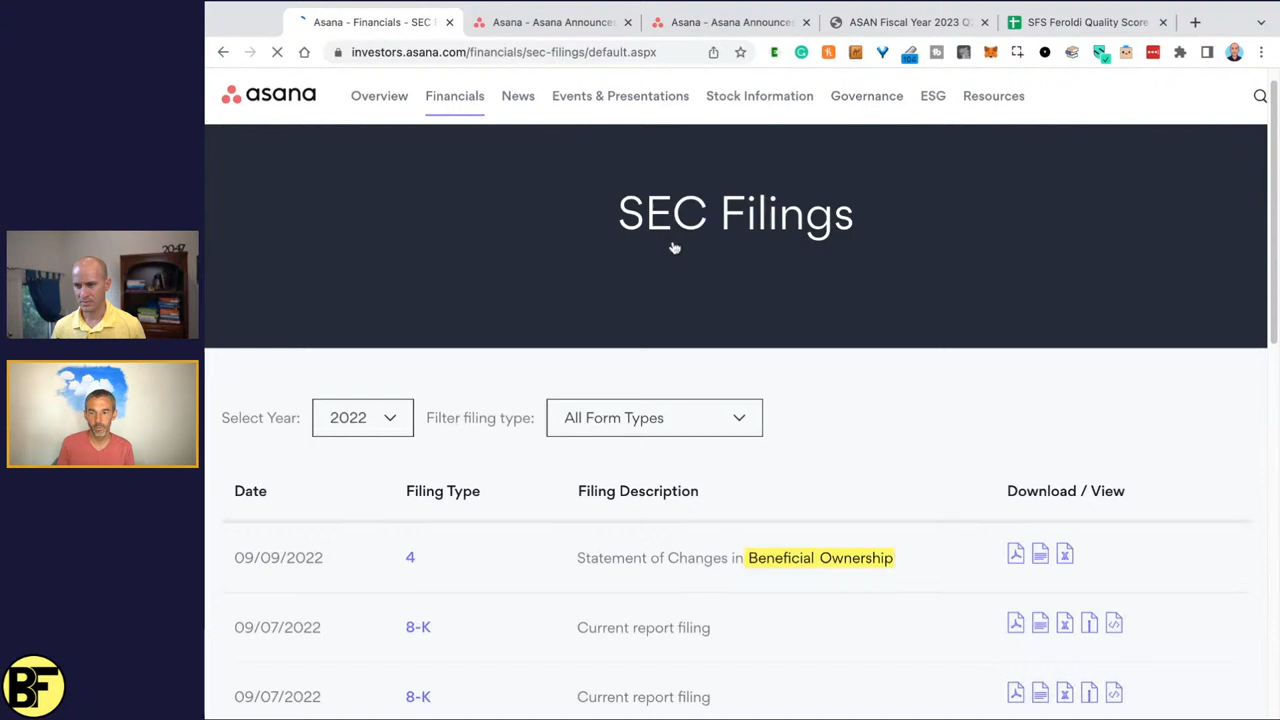 Asana - Financials - SEC F
Asana - Asana Announces
Asana - Asana Announces
ASAN Fiscal Year 2023 Q2
SFS Feroldi Quality Score
investors.asana.com/financials/sec-filings/default.aspx
104
asana
Overview
Financials
News
Events & Presentations
Stock Information
Governance
ESG
Resources
SEC Filings
Select Year:
2022
Filter filing type:
All Form Types
Date
Filing Type
Filing Description
Download / View
09/09/2022
4
Statement of Changes in Beneficial Ownership
09/07/2022
8-K
Current report filing
09/07/2022
8-K
Current report filing
BF